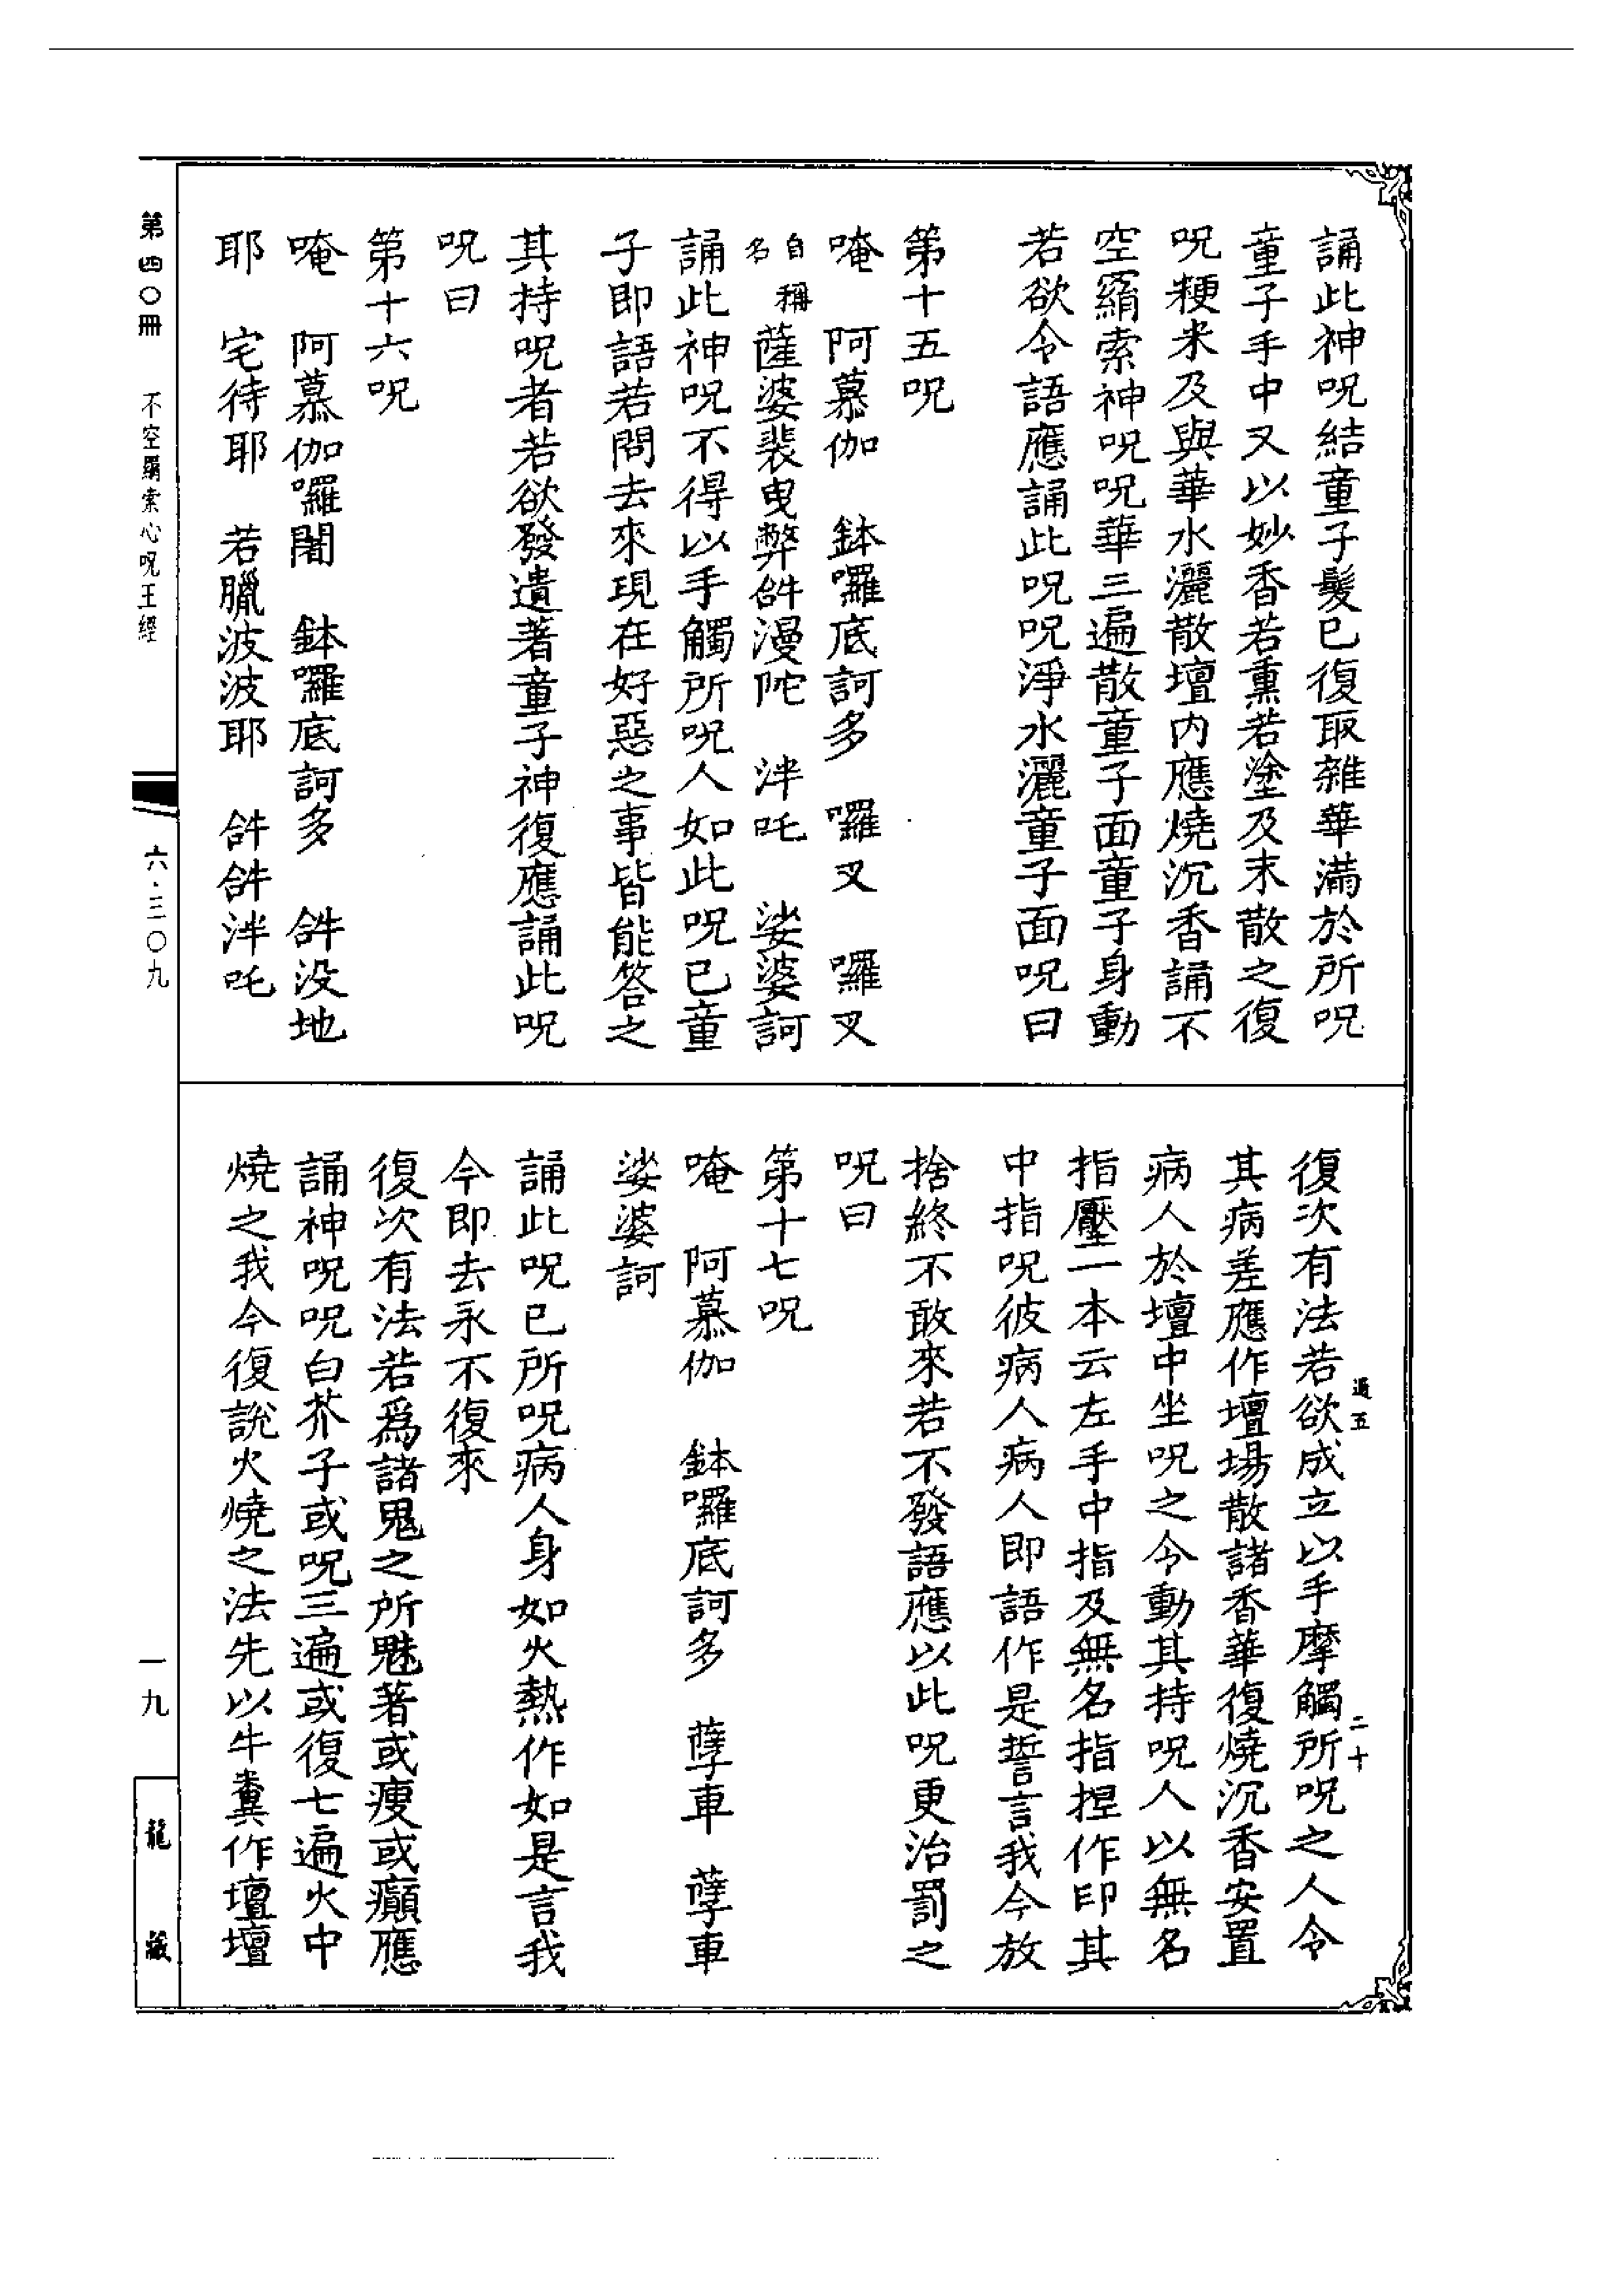 誦此神呪結童子髮已復取雜華滿於所呪
童子手中又以妙香若熏若塗及末散之復
呪粳米及與華水灑散壇内應燒沉香誦不
空羂索神呪呪華三遍散童子面童子身動
若欲令語應誦此呪呪淨水灑童子面呪曰
第十五呪
唵　阿慕伽　鉢囉底訶多　囉叉　囉叉
自稱名薩婆裴曳弊𤙖漫陀　泮吒　娑婆訶
誦此神呪不得以手觸所呪人如此呪已童
子即語若問去來現在好惡之事皆能答之
其持呪者若欲發遣著童子神復應誦此呪
呪曰
第十六呪
唵　阿慕伽囉闍　鉢囉底訶多　𤙖没地
耶　宅待耶　若臘波波耶　𤙖𤙖泮吒
復次有法若欲成立以手摩觸所呪之人令
其病差應作壇場散諸香華復燒沉香安置
病人於壇中坐呪之令動其持呪人以無名
指壓一本云左手中指及無名指捏作印其
中指呪彼病人病人即語作是誓言我今放
捨終不敢來若不發語應以此呪更治罰之
呪曰
第十七呪
唵　阿慕伽　鉢囉底訶多　孽車　孽車
娑婆訶
誦此呪已所呪病人身如火熱作如是言我
今即去永不復來
復次有法若爲諸鬼之所魅著或瘦或癲應
誦神呪呪白芥子或呪三遍或復七遍火中
燒之我今復說火燒之法先以牛糞作壇壇
過五
二十
第四〇冊　不空羂索心呪王經
六·三〇九
一九
龍藏